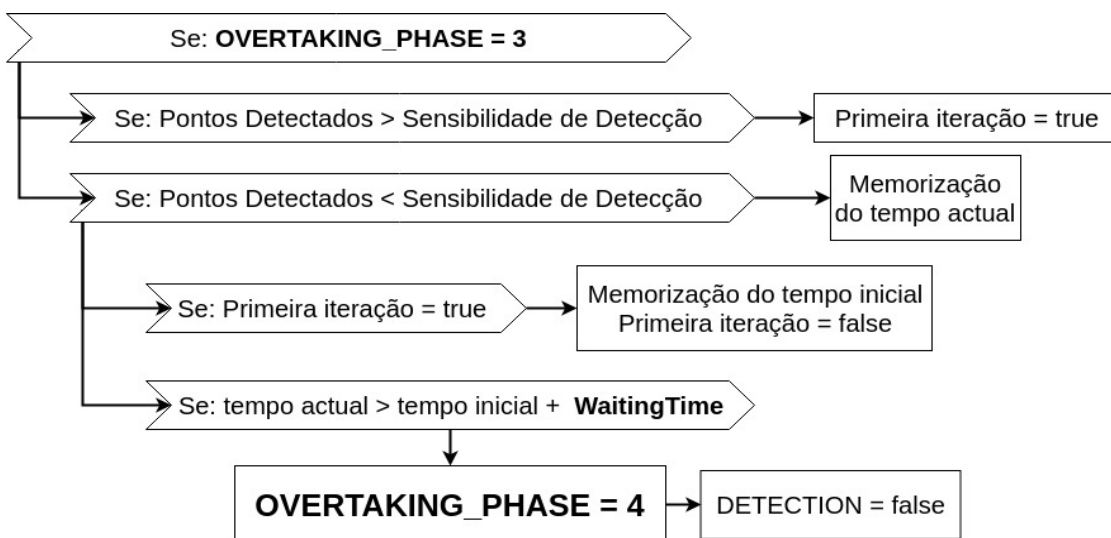 Se: OVERTAKING_PHASE = 3
Se: Pontos Detectados > Sensibilidade de Detecção
Primeira iteração = true
Se: Pontos Detectados < Sensibilidade de Detecção
Memorização
do tempo actual
Se: Primeira iteração = true
Memorização do tempo inicial
Primeira iteração = false
Se: tempo actual > tempo inicial + WaitingTime
OVERTAKING_PHASE = 4
DETECTION = false